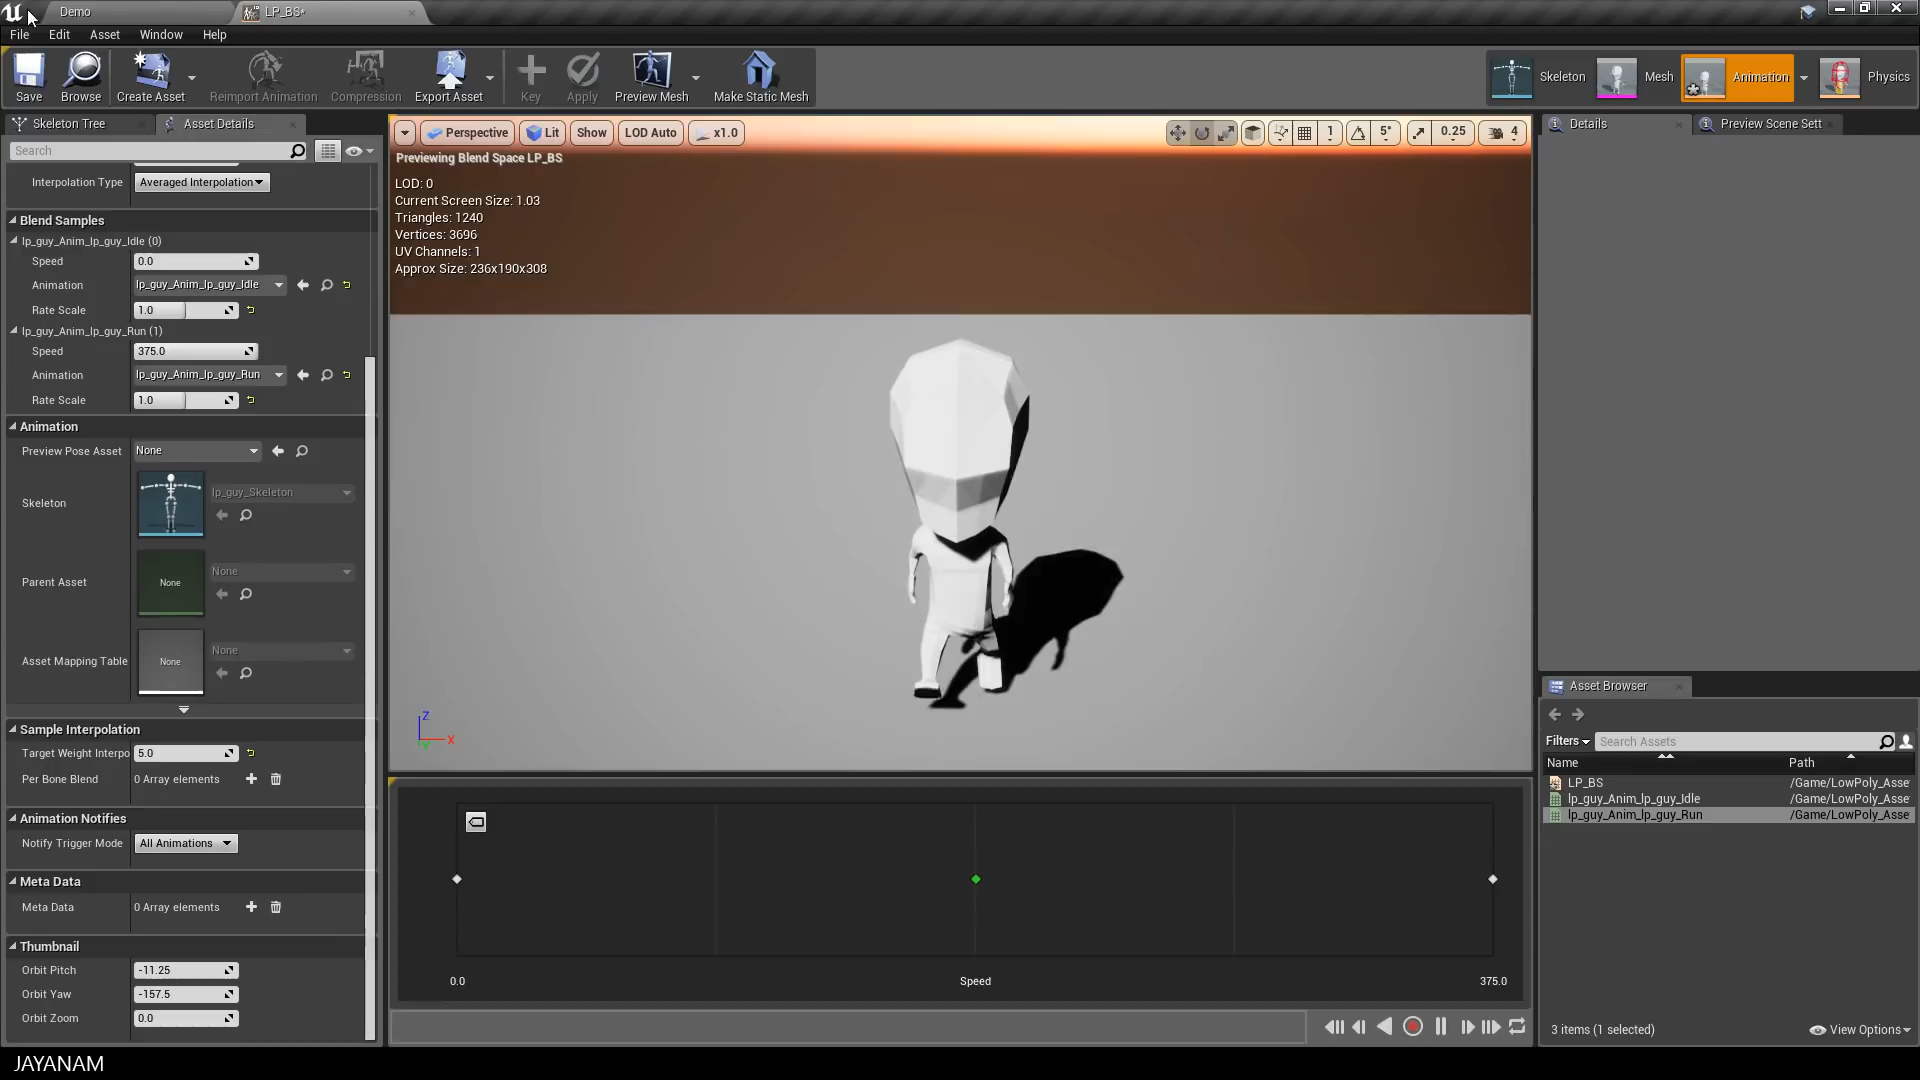 Demo
LP_BS*
File Edit Asset Window Help
Save Browse Create Asset Reimport Animation Compression Export Asset Key Apply Preview Mesh Make Static Mesh
Skeleton Mesh Animation Physics
Skeleton Tree
Asset Details
Search
Interpolation Type Averaged Interpolation
Blend Samples
lp_guy_Anim_lp_guy_Idle (0)
Speed 0.0
Animation lp_guy_Anim_lp_guy_Idle
Rate Scale 1.0
lp_guy_Anim_lp_guy_Run (1)
Speed 375.0
Animation lp_guy_Anim_lp_guy_Run
Rate Scale 1.0
Animation
Preview Pose Asset None
Skeleton lp_guy_Skeleton
Parent Asset None None
Asset Mapping Table None None
Sample Interpolation
Target Weight Interpo 5.0
Per Bone Blend 0 Array elements
Animation Notifies
Notify Trigger Mode All Animations
Meta Data
Meta Data 0 Array elements
Thumbnail
Orbit Pitch -11.25
Orbit Yaw -157.5
Orbit Zoom 0.0
Perspective Lit Show LOD Auto x1.0
1 5° 0.25 4
Previewing Blend Space LP_BS
LOD: 0
Current Screen Size: 1.03
Triangles: 1240
Vertices: 3696
UV Channels: 1
Approx Size: 236x190x308
Z
X
Y
0.0 Speed 375.0
Details
Preview Scene Sett
Asset Browser
Filters Search Assets
Name Path
LP_BS /Game/LowPoly_Asse
lp_guy_Anim_lp_guy_Idle /Game/LowPoly_Asse
lp_guy_Anim_lp_guy_Run /Game/LowPoly_Asse
3 items (1 selected) View Options
JAYANAM